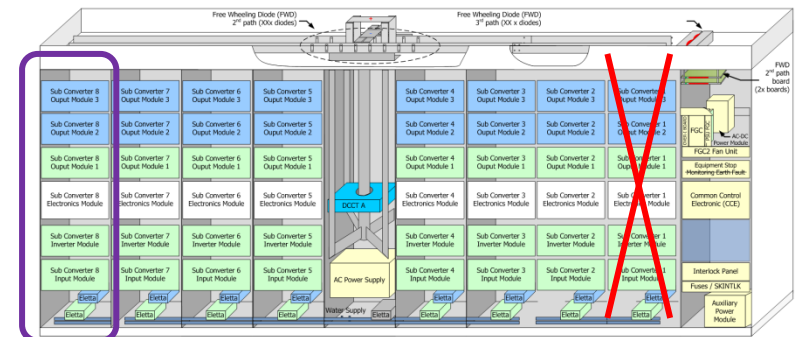 Free Wheeling Diode (FWD)
2nd path (XXx diodes)
Free Wheeling Diode (FWD)
3rd path (XX x diodes)
FWD
2nd path
board
(2x boards)
Sub Converter 8
Ouput Module 3
Sub Converter 7
Ouput Module 3
Sub Converter 6
Ouput Module 3
Sub Converter 5
Ouput Module 3
Sub Converter 4
Ouput Module 3
Sub Converter 3
Ouput Module 3
Sub Converter 2
Ouput Module 3
Sub Converter 1
Ouput Module 3
Sub Converter 8
Ouput Module 2
Sub Converter 7
Ouput Module 2
Sub Converter 6
Ouput Module 2
Sub Converter 5
Ouput Module 2
Sub Converter 4
Ouput Module 2
Sub Converter 3
Ouput Module 2
Sub Converter 2
Ouput Module 2
Sub Converter 1
Ouput Module 2
FGC
PSU FGC
AC-DC
Power Module
FGC2 Fan Unit
Sub Converter 8
Ouput Module 1
Sub Converter 7
Ouput Module 1
Sub Converter 6
Ouput Module 1
Sub Converter 5
Ouput Module 1
Sub Converter 4
Ouput Module 1
Sub Converter 3
Ouput Module 1
Sub Converter 2
Ouput Module 1
Sub Converter 1
Ouput Module 1
Equipment Stop
Monitoring Earth Fault
Sub Converter 8
Electronics Module
Sub Converter 7
Electronics Module
Sub Converter 6
Electronics Module
Sub Converter 5
Electronics Module
DCCT A
Sub Converter 4
Electronics Module
Sub Converter 3
Electronics Module
Sub Converter 2
Electronics Module
Sub Converter 1
Electronics Module
Common Control
Electronic (CCE)
Sub Converter 8
Inverter Module
Sub Converter 7
Inverter Module
Sub Converter 6
Inverter Module
Sub Converter 5
Inverter Module
Sub Converter 4
Inverter Module
Sub Converter 3
Inverter Module
Sub Converter 2
Inverter Module
Sub Converter 1
Inverter Module
Sub Converter 8
Input Module
Sub Converter 7
Input Module
Sub Converter 6
Input Module
Sub Converter 5
Input Module
AC Power Supply
Sub Converter 4
Input Module
Sub Converter 3
Input Module
Sub Converter 2
Input Module
Sub Converter 1
Input Module
Interlock Panel
Fuses / SKINTLK
Eletta
Eletta
Eletta
Eletta
Eletta
Eletta
Eletta
Eletta
Eletta
Eletta
Eletta
Eletta
Water Supply
Eletta
Eletta
Eletta
Eletta
Eletta
Auxiliary
Power
Module